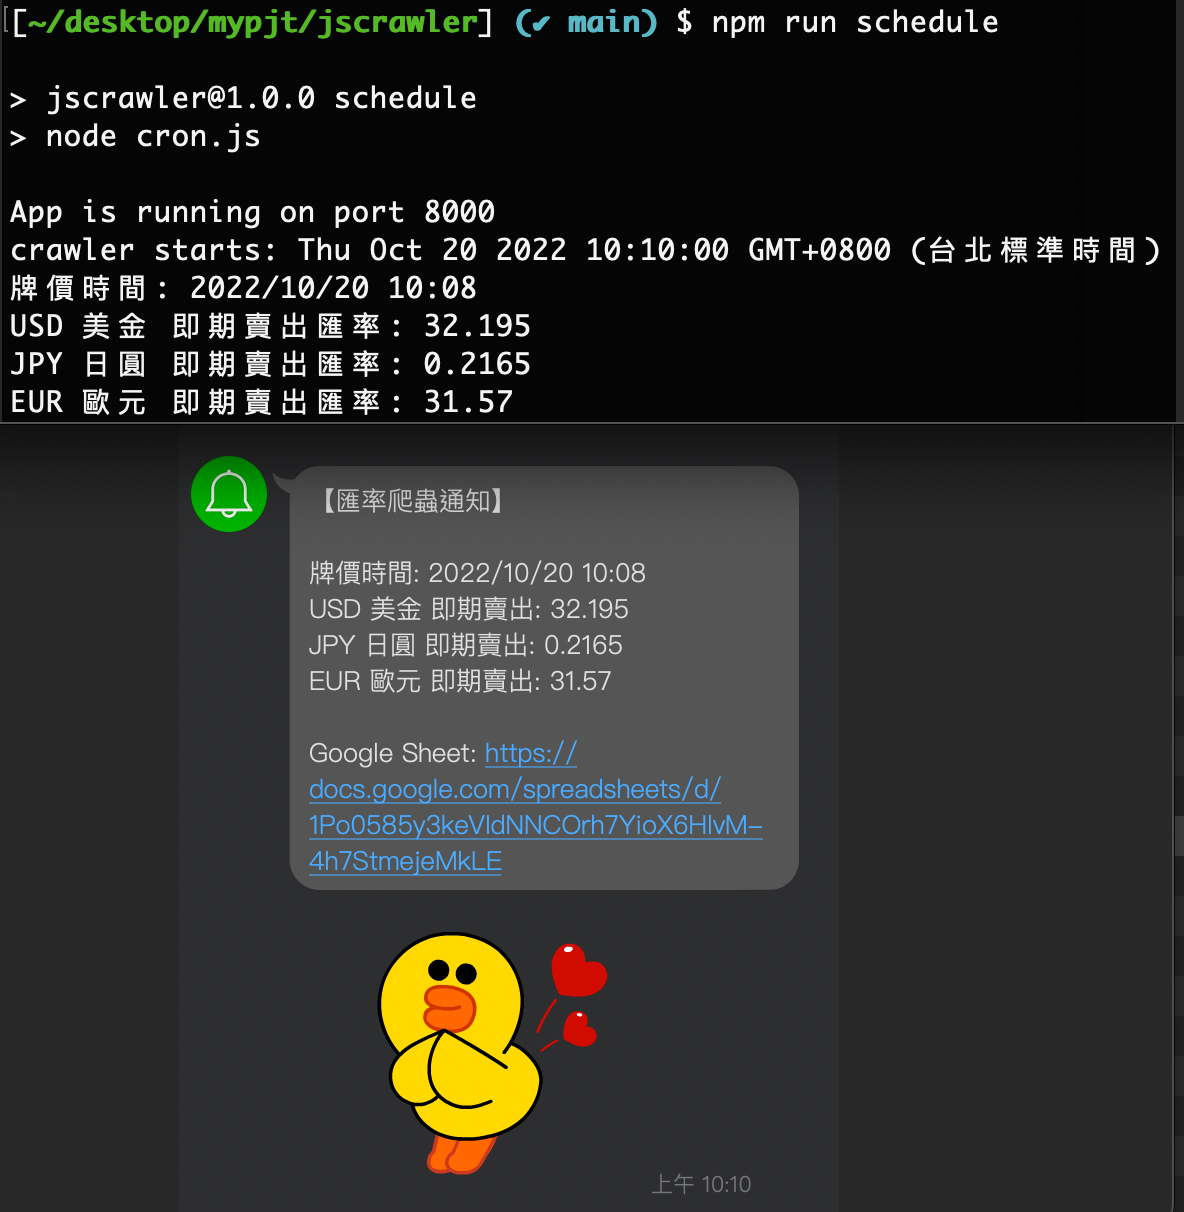 [~/desktop/mypjt/jscrawler] (✔ main) $ npm run schedule
> jscrawler@1.0.0 schedule
> node cron.js
App is running on port 8000
crawler starts: Thu Oct 20 2022 10:10:00 GMT+0800 (台北標準時間)
牌價時間: 2022/10/20 10:08
USD 美金 即期賣出匯率: 32.195
JPY 日圓 即期賣出匯率: 0.2165
EUR 歐元 即期賣出匯率: 31.57
【匯率爬蟲通知】
牌價時間: 2022/10/20 10:08
USD 美金 即期賣出: 32.195
JPY 日圓 即期賣出: 0.2165
EUR 歐元 即期賣出: 31.57
Google Sheet: https://
docs.google.com/spreadsheets/d/
1Po0585y3keVldNNCOrh7YioX6HlvM-
4h7StmejeMkLE
上午 10:10